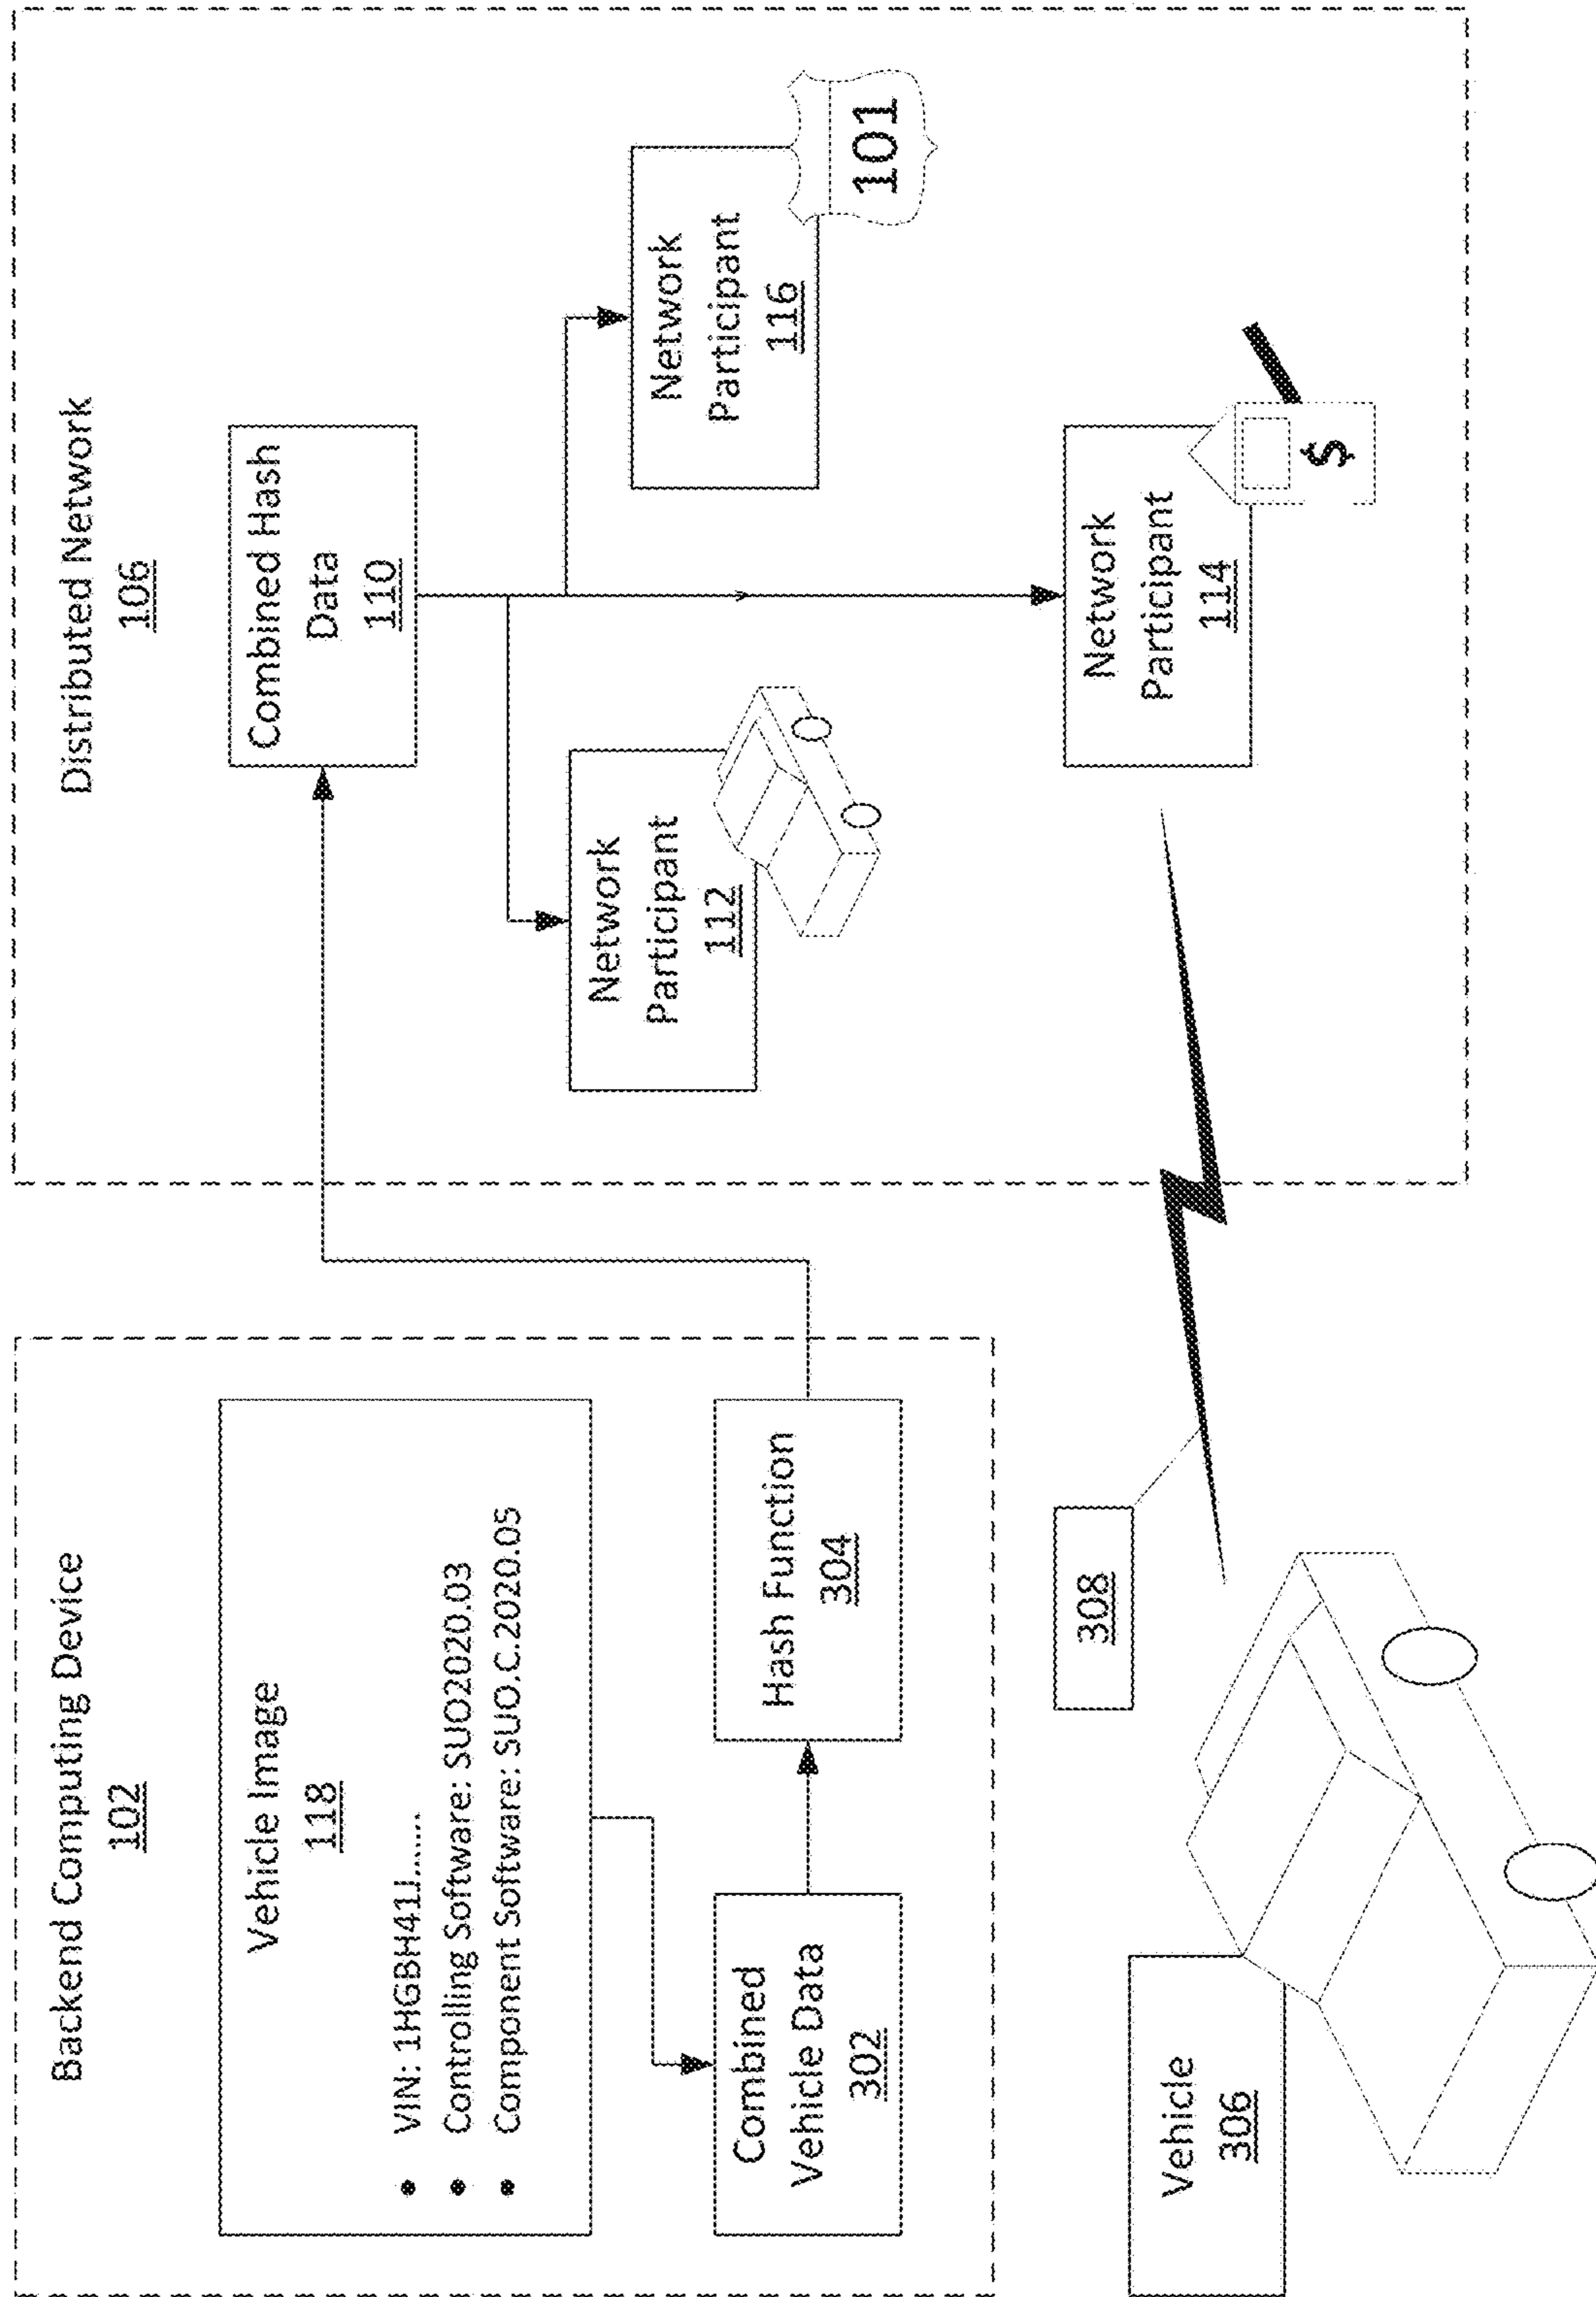 Backend Computing Device
102
Vehicle Image
118
• VIN: 1HGBH41J......
• Controlling Software: SUO2020.03
• Component Software: SUO.C.2020.05
Combined
Vehicle Data
302
Hash Function
304
Vehicle
306
308
Distributed Network
106
Combined Hash
Data
110
Network
Participant
112
Network
Participant
116
101
Network
Participant
114
$